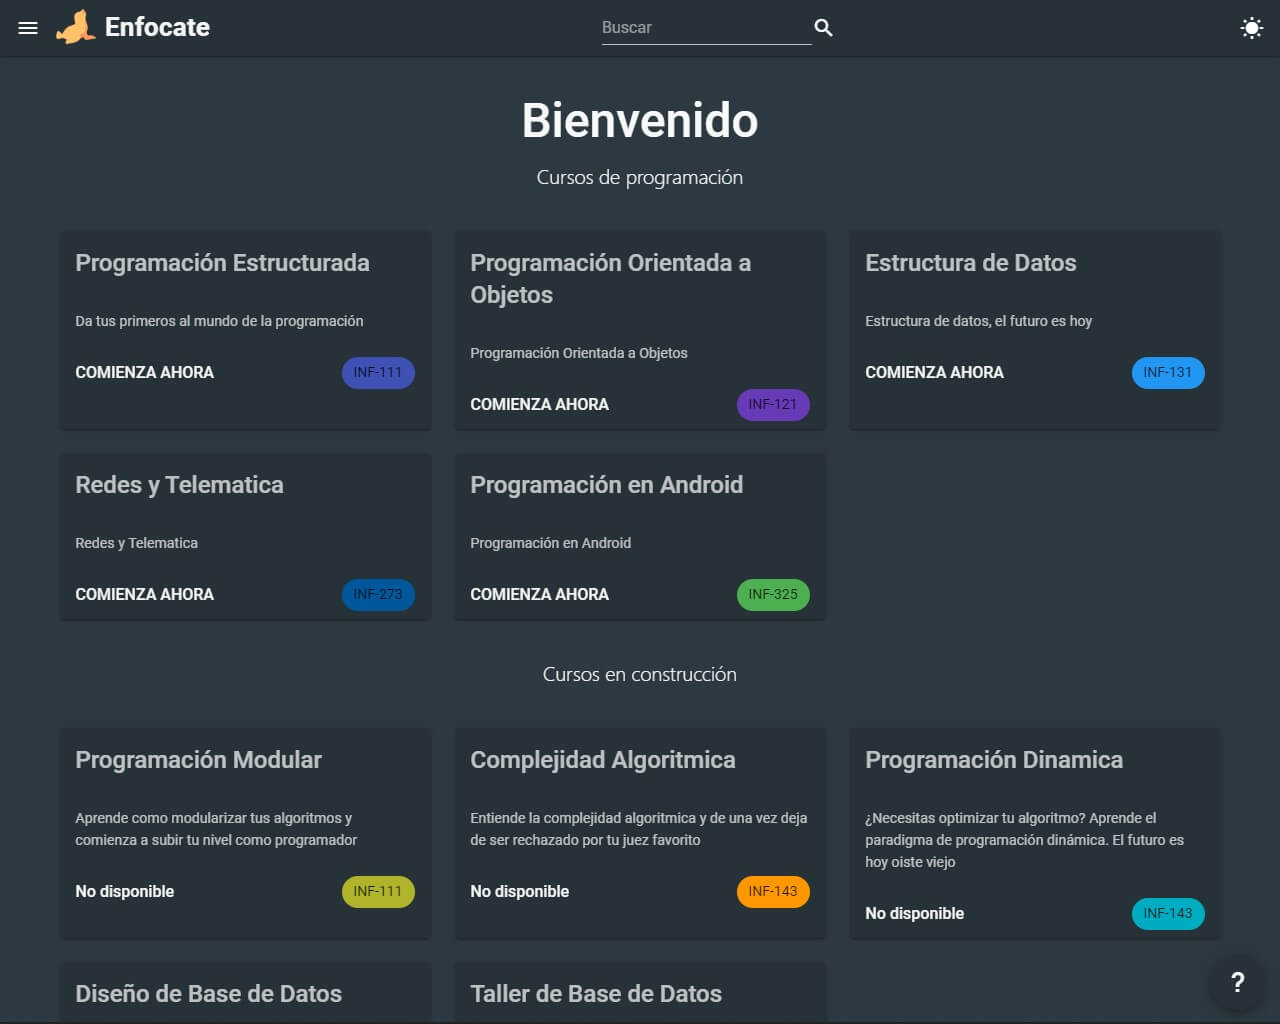 Enfocate
Buscar
Bienvenido
Cursos de programación
Programación Estructurada
Da tus primeros al mundo de la programación
COMIENZA AHORA
INF-111
Programación Orientada a
Objetos
Programación Orientada a Objetos
COMIENZA AHORA
INF-121
Estructura de Datos
Estructura de datos, el futuro es hoy
COMIENZA AHORA
INF-131
Redes y Telematica
Redes y Telematica
COMIENZA AHORA
INF-273
Programación en Android
Programación en Android
COMIENZA AHORA
INF-325
Cursos en construcción
Programación Modular
Aprende como modularizar tus algoritmos y
comienza a subir tu nivel como programador
No disponible
INF-111
Complejidad Algoritmica
Entiende la complejidad algoritmica y de una vez deja
de ser rechazado por tu juez favorito
No disponible
INF-143
Programación Dinamica
¿Necesitas optimizar tu algoritmo? Aprende el
paradigma de programación dinámica. El futuro es
hoy oiste viejo
No disponible
INF-143
Diseño de Base de Datos
Taller de Base de Datos
?